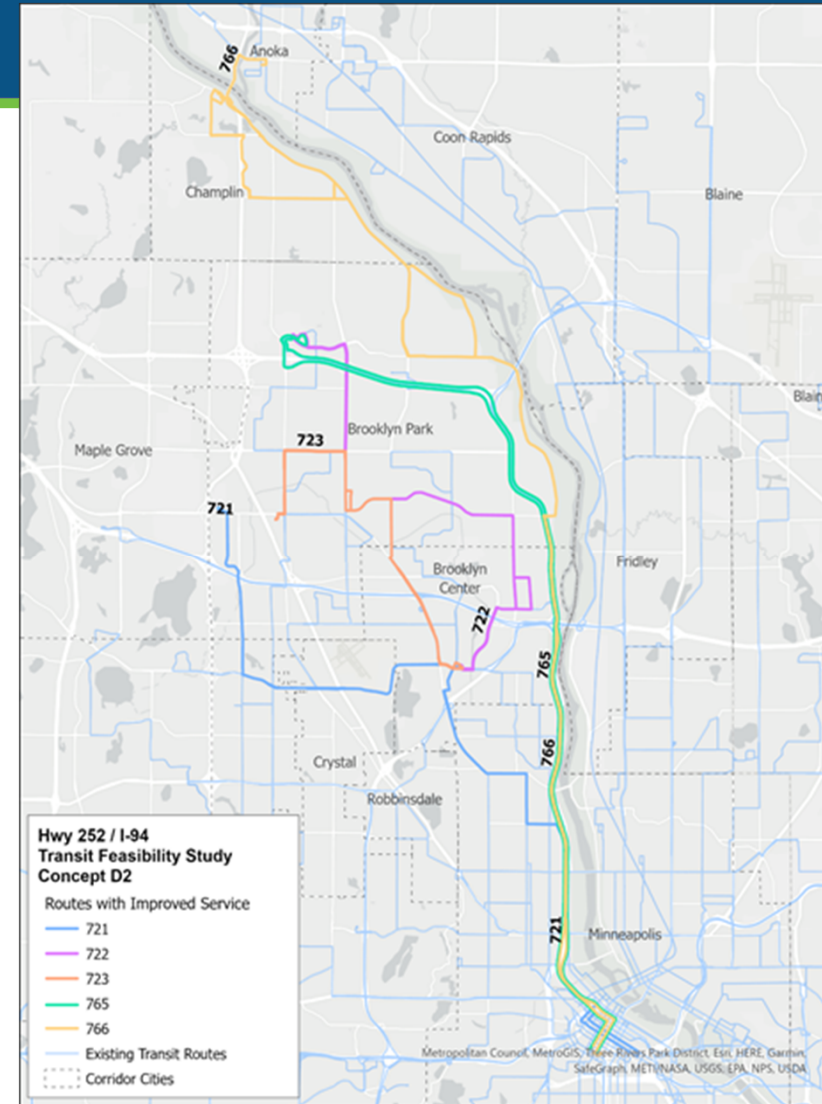 766
Anoka
Coon Rapids
Champlin
Blaine
Blain
Brooklyn Park
723
Maple Grove
721
Fridley
Brooklyn
Center
722
765
766
Crystal
Robbinsdale
721
Minneapolis
Hwy 252 / I-94
Transit Feasibility Study
Concept D2
Routes with Improved Service
721
722
723
765
766
Existing Transit Routes
Corridor Cities
Metropolitan Council, MetroGIS, Three Rivers Park District, Esri, HERE, Garmin,
SafeGraph, METI/NASA, USGS, EPA, NPS, USDA